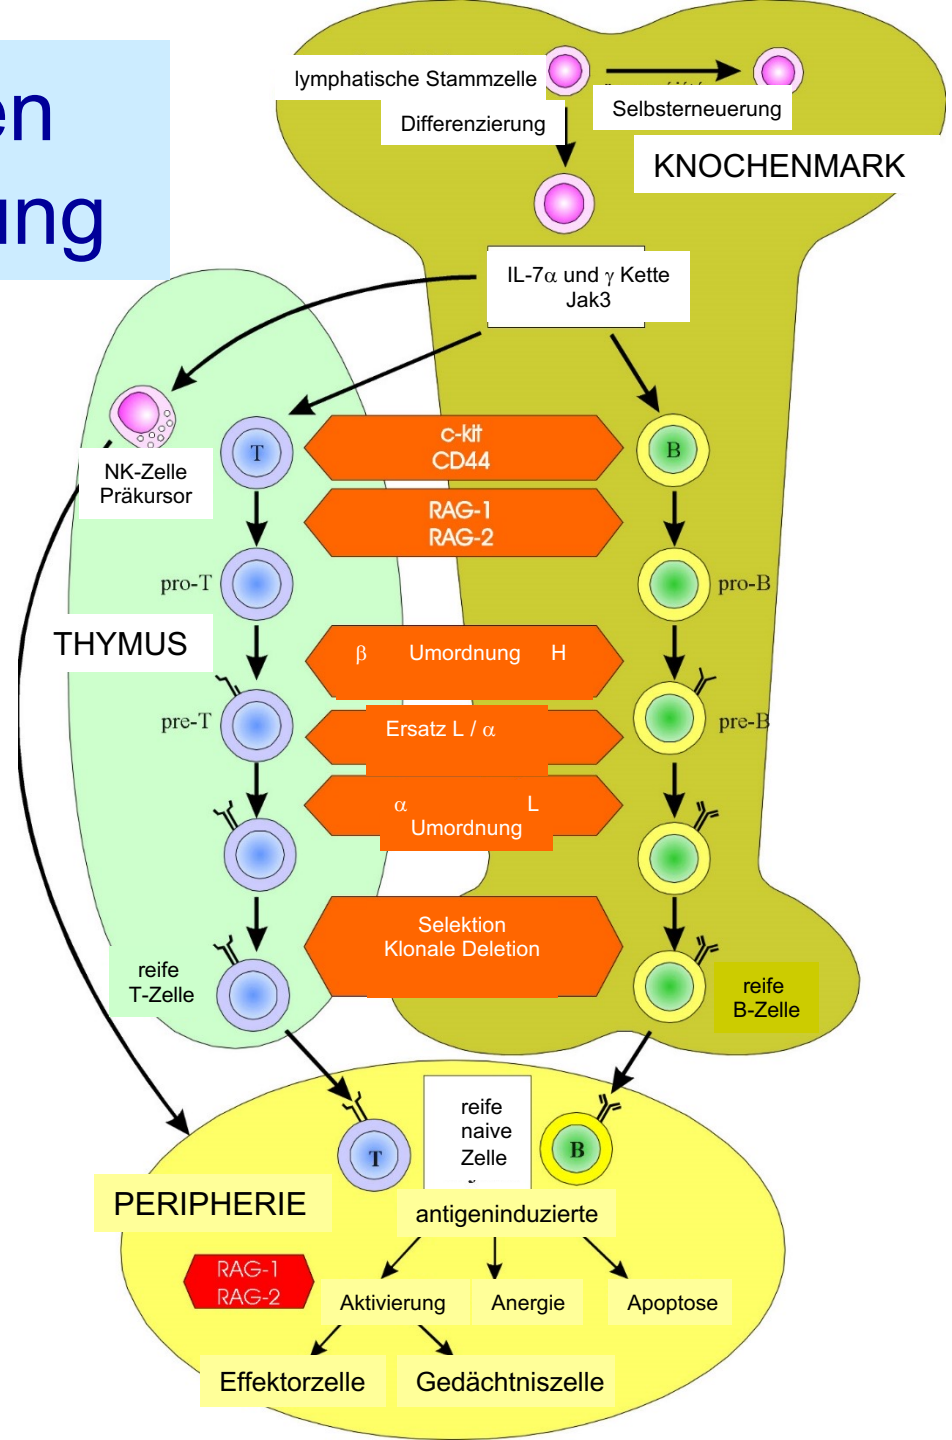 en
ung
lymphatische Stammzelle
Selbsterneuerung
Differenzierung
KNOCHENMARK
IL-7α und γ Kette
Jak3
T
c-kit
CD44
B
NK-Zelle
Präkursor
RAG-1
RAG-2
pro-T
pro-B
THYMUS
β Umordnung H
pre-T
Ersatz L / α
pre-B
α L
Umordnung
Selektion
Klonale Deletion
reife
T-Zelle
reife
B-Zelle
reife
naive
Zelle
T
B
PERIPHERIE
antigeninduzierte
RAG-1
RAG-2
Aktivierung
Anergie
Apoptose
Effektorzelle
Gedächtniszelle